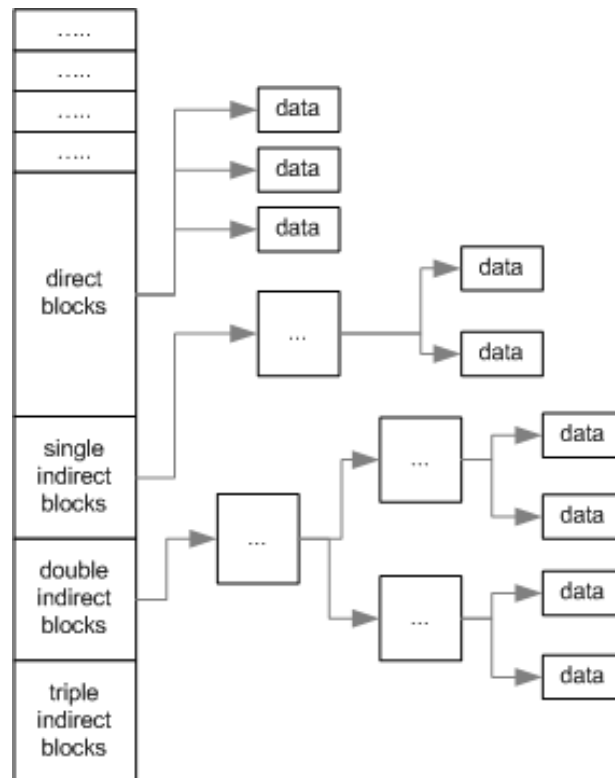 .....
.....
.....
.....
direct
blocks
single
indirect
blocks
double
indirect
blocks
triple
indirect
blocks
data
data
data
...
data
data
...
...
data
data
...
data
data